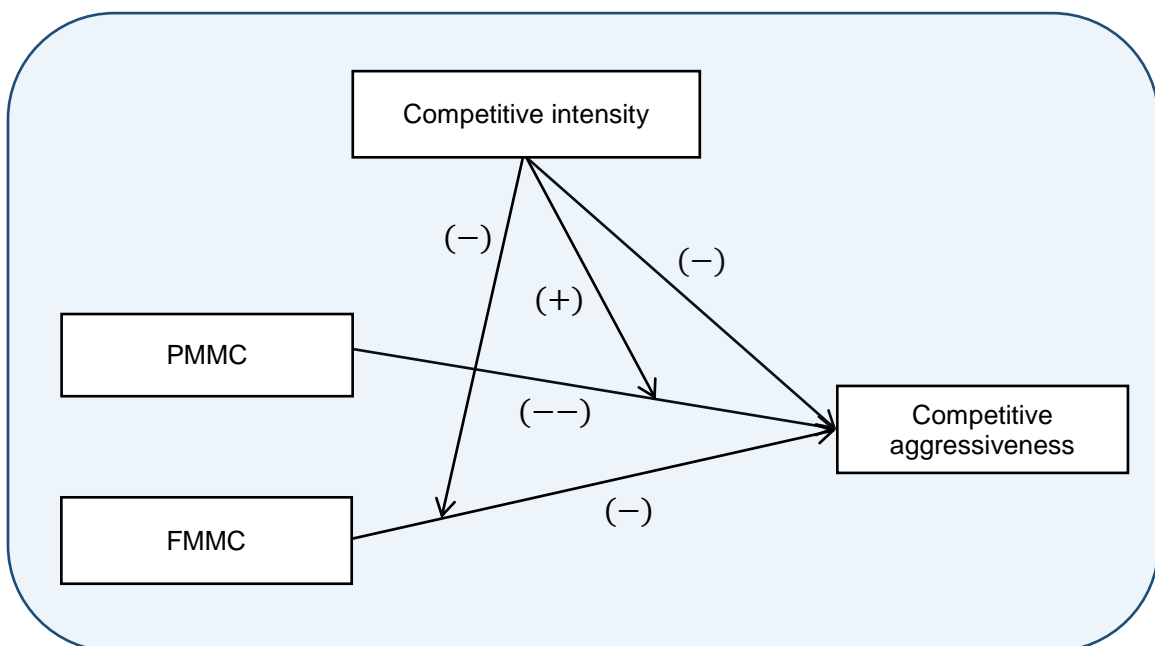 Competitive intensity
(−)
(−)
(+)
PMMC
(−−)
Competitive
aggressiveness
(−)
FMMC